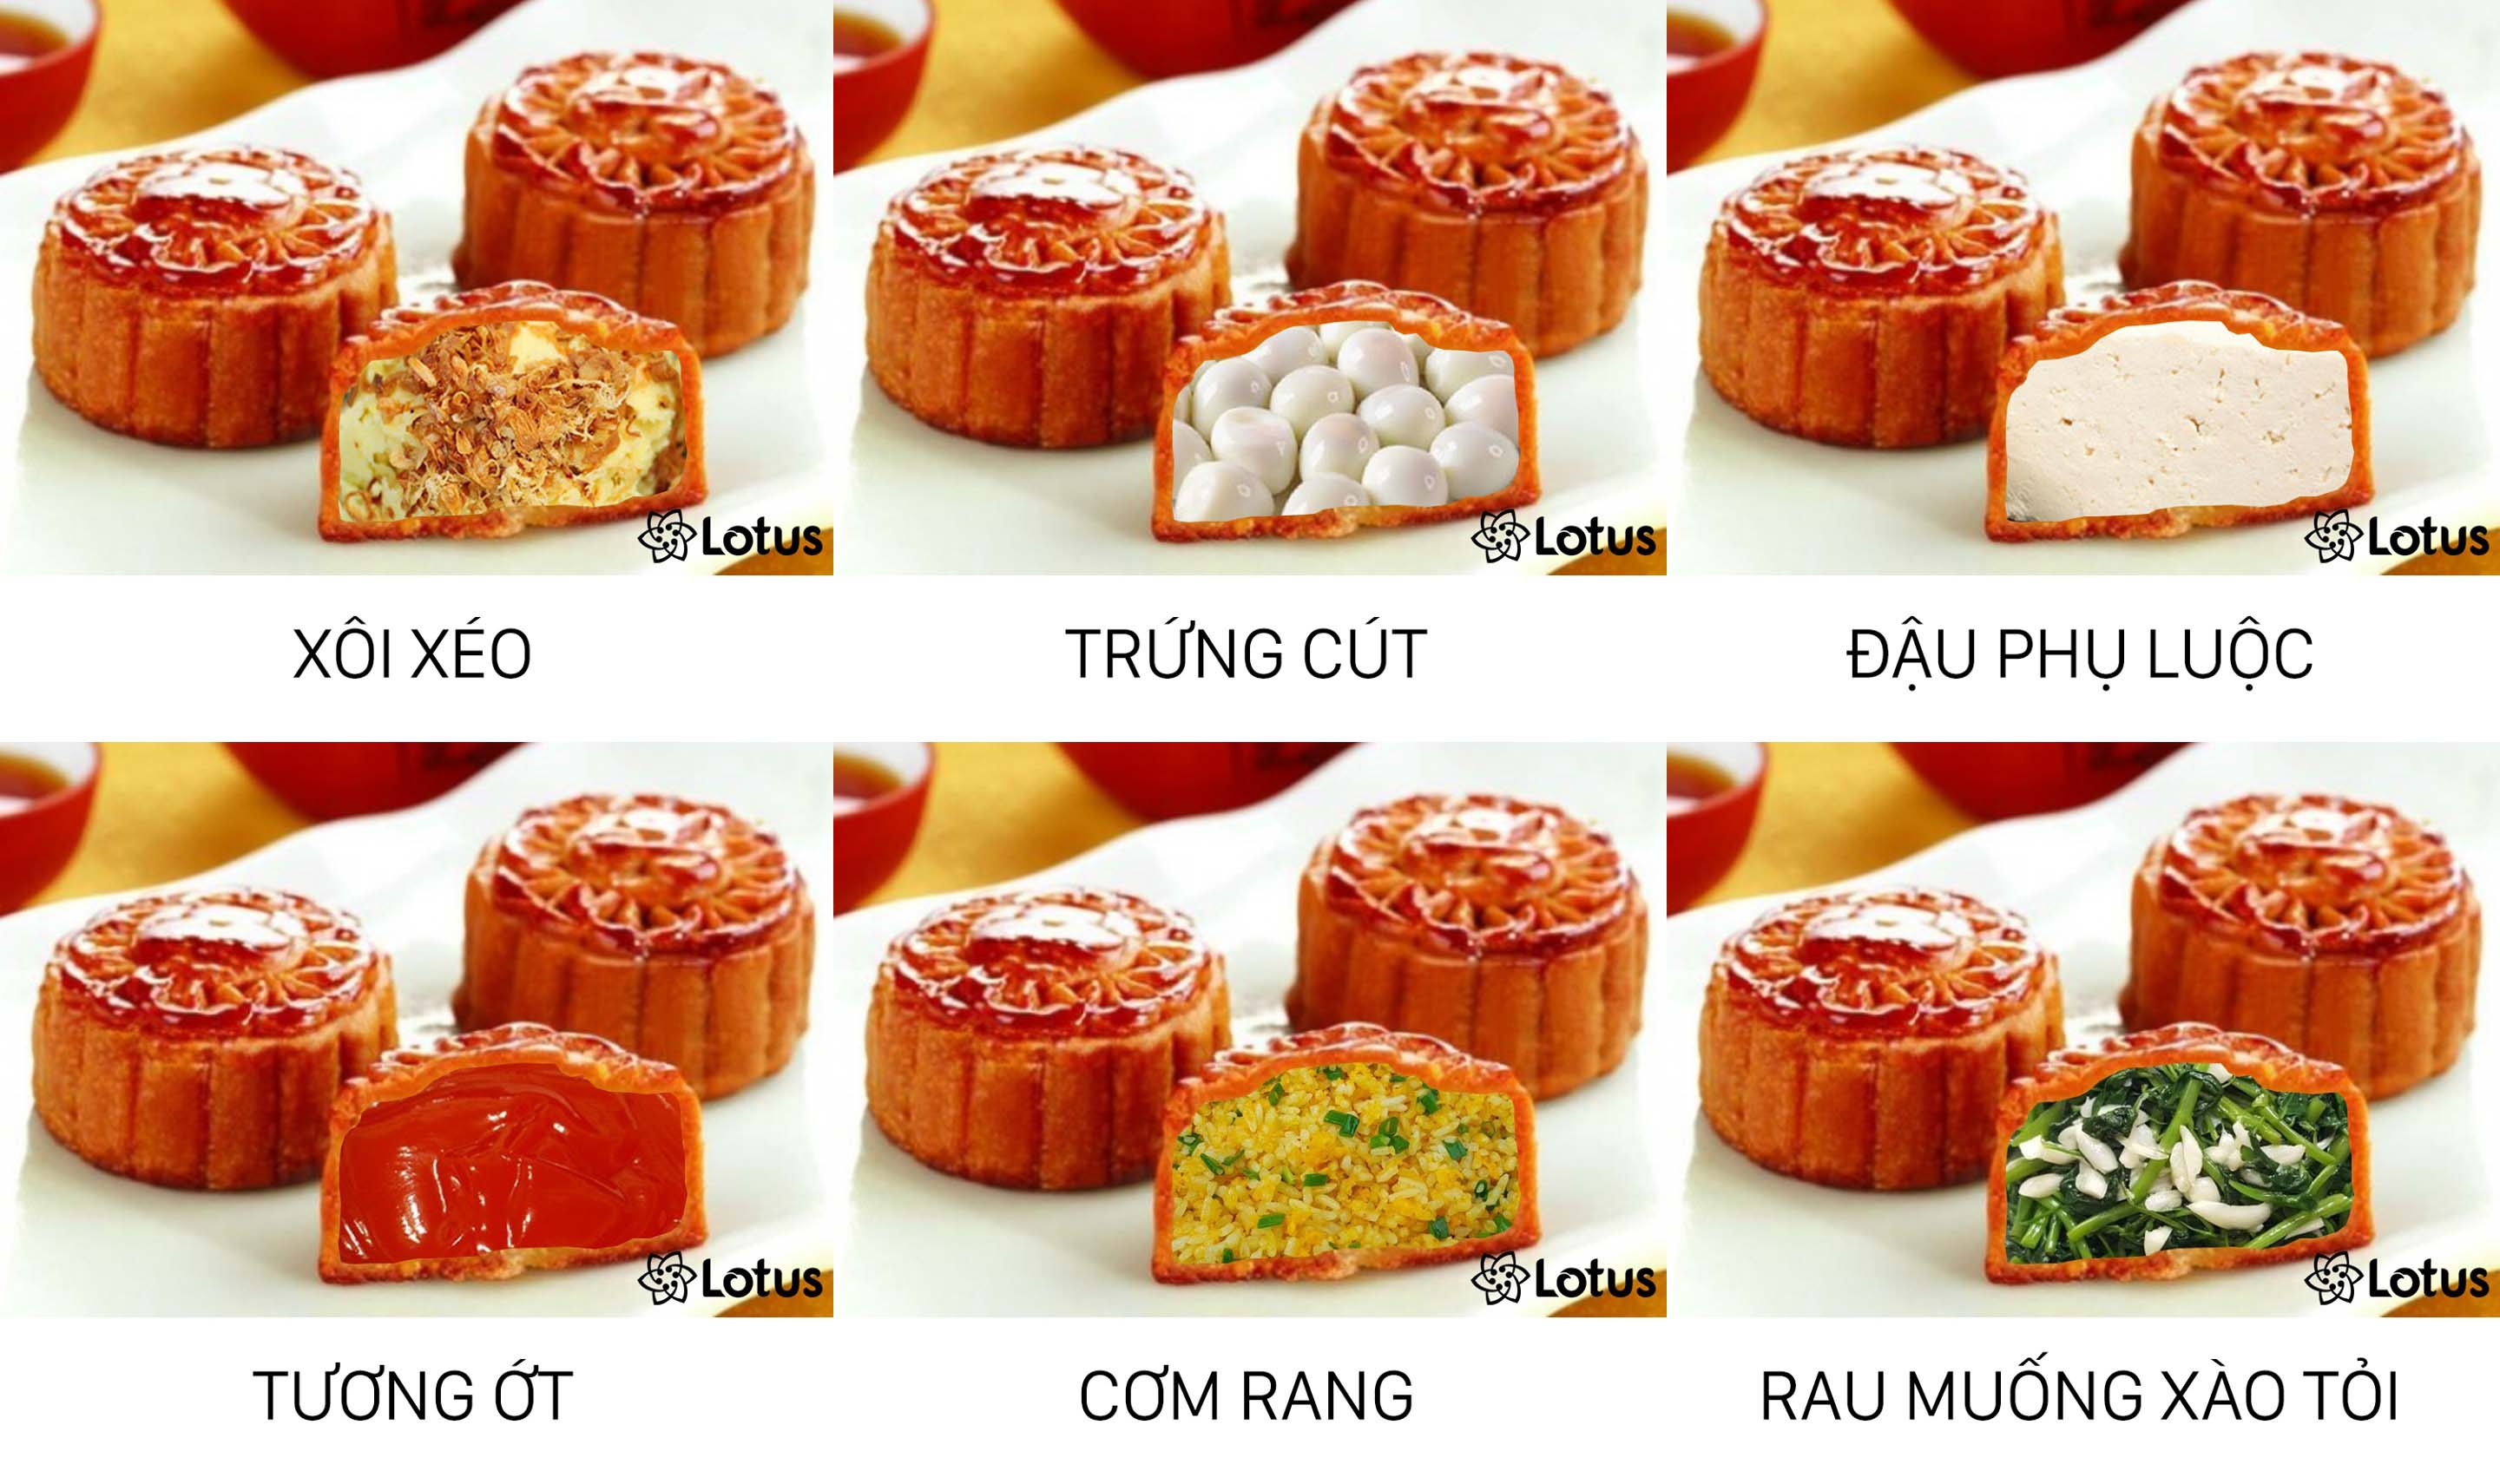 Lotus
Lotus
Lotus
XÔI XÉO
TRỨNG CÚT
ĐẬU PHỤ LUỘC
Lotus
Lotus
Lotus
TƯƠNG ỚT
CƠM RANG
RAU MUỐNG XÀO TỎI